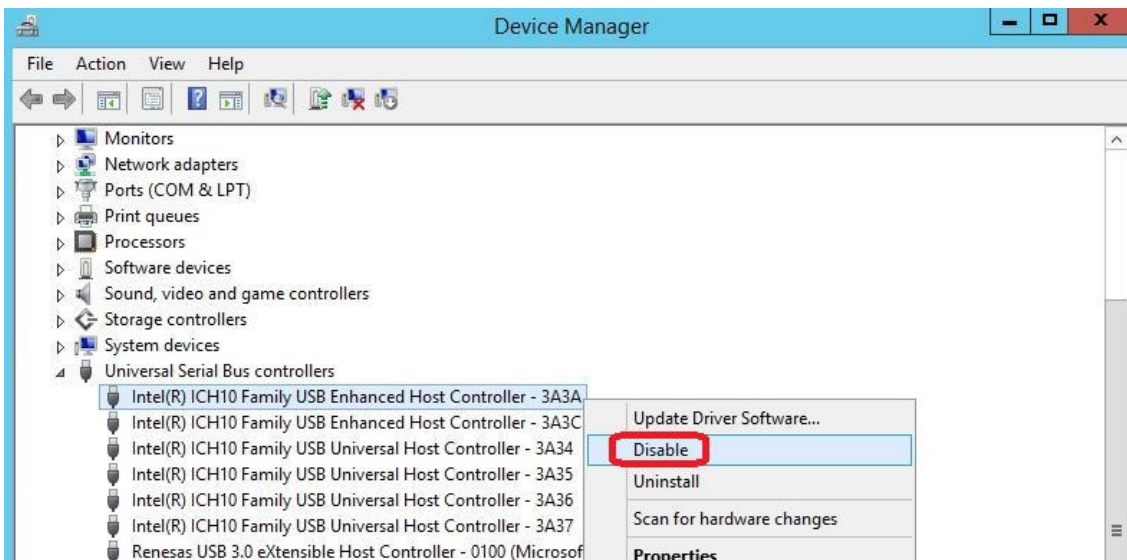 Device Manager
File Action View Help
Monitors
Network adapters
Ports (COM & LPT)
Print queues
Processors
Software devices
Sound, video and game controllers
Storage controllers
System devices
Universal Serial Bus controllers
Intel(R) ICH10 Family USB Enhanced Host Controller - 3A3A
Intel(R) ICH10 Family USB Enhanced Host Controller - 3A3C
Intel(R) ICH10 Family USB Universal Host Controller - 3A34
Intel(R) ICH10 Family USB Universal Host Controller - 3A35
Intel(R) ICH10 Family USB Universal Host Controller - 3A36
Intel(R) ICH10 Family USB Universal Host Controller - 3A37
Renesas USB 3.0 eXtensible Host Controller - 0100 (Microsof
Update Driver Software...
Disable
Uninstall
Scan for hardware changes
Properties